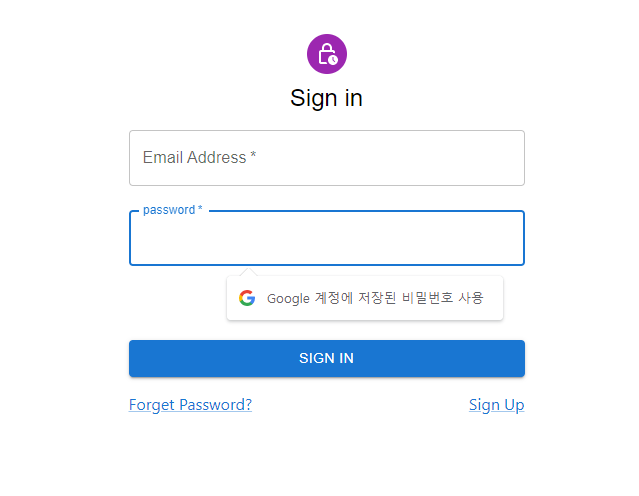 Sign in
Email Address *
password *
Google 계정에 저장된 비밀번호 사용
SIGN IN
Forget Password?
Sign Up